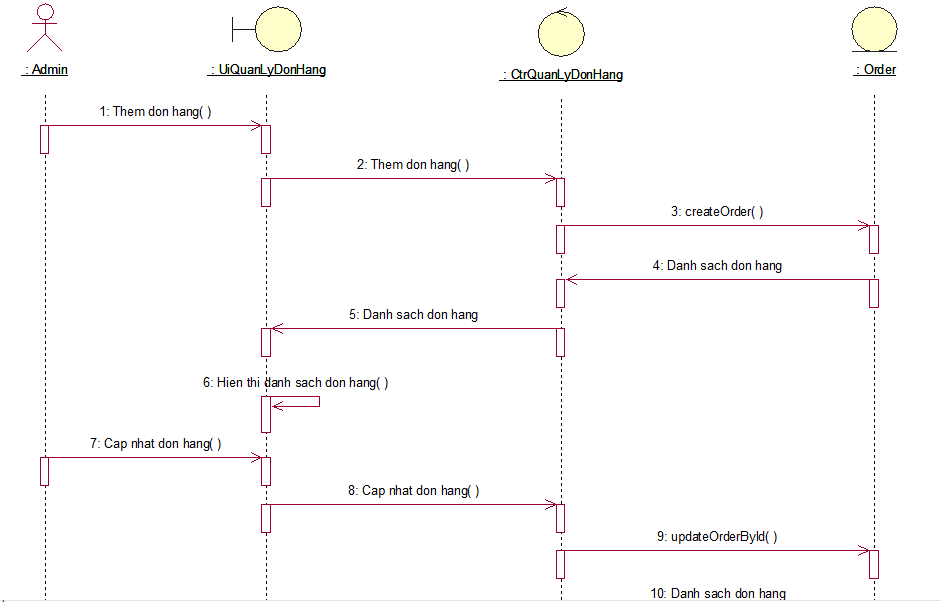 : Admin
: UiQuanLyDonHang
: CtrQuanLyDonHang
: Order
1: Them don hang( )
2: Them don hang( )
3: createOrder( )
4: Danh sach don hang
5: Danh sach don hang
6: Hien thi danh sach don hang( )
7: Cap nhat don hang( )
8: Cap nhat don hang( )
9: updateOrderById( )
10: Danh sach don hang